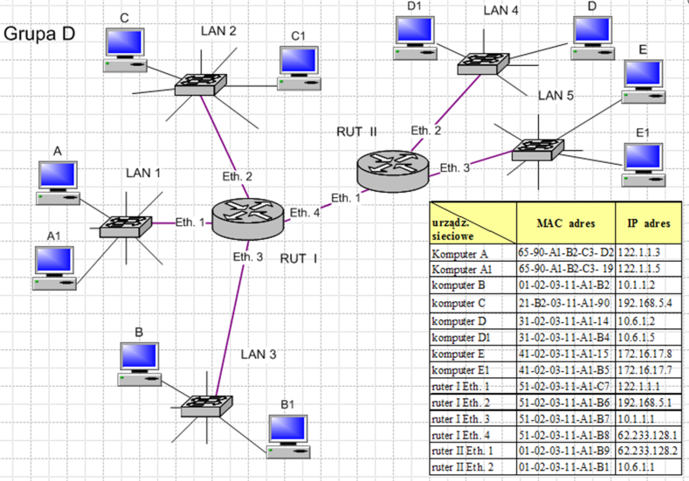 Grupa D
C
LAN 2
C1
D1
LAN 4
D
E
LAN 5
RUT II
Eth. 2
Eth. 3
E1
A
LAN 1
Eth. 2
Eth. 1
Eth. 4
Eth. 1
A1
Eth. 3
RUT I
B
LAN 3
B1
urządz. sieciowe MAC adres IP adres
Komputer A 65-90-A1-B2-C3- D2 122.1.1.3
Komputer A1 65-90-A1-B2-C3- 19 122.1.1.5
komputer B 01-02-03-11-A1-B2 10.1.1.2
komputer C 21-B2-03-11-A1-90 192.168.5.4
komputer D 31-02-03-11-A1-14 10.6.1.2
komputer D1 31-02-03-11-A1-B4 10.6.1.5
komputer E 41-02-03-11-A1-15 172.16.17.8
komputer E1 41-02-03-11-A1-B5 172.16.17.7
ruter I Eth. 1 51-02-03-11-A1-C7 122.1.1.1
ruter I Eth. 2 51-02-03-11-A1-B6 192.168.5.1
ruter I Eth. 3 51-02-03-11-A1-B7 10.1.1.1
ruter I Eth. 4 51-02-03-11-A1-B8 62.233.128.1
ruter II Eth. 1 01-02-03-11-A1-B9 62.233.128.2
ruter II Eth. 2 01-02-03-11-A1-B1 10.6.1.1